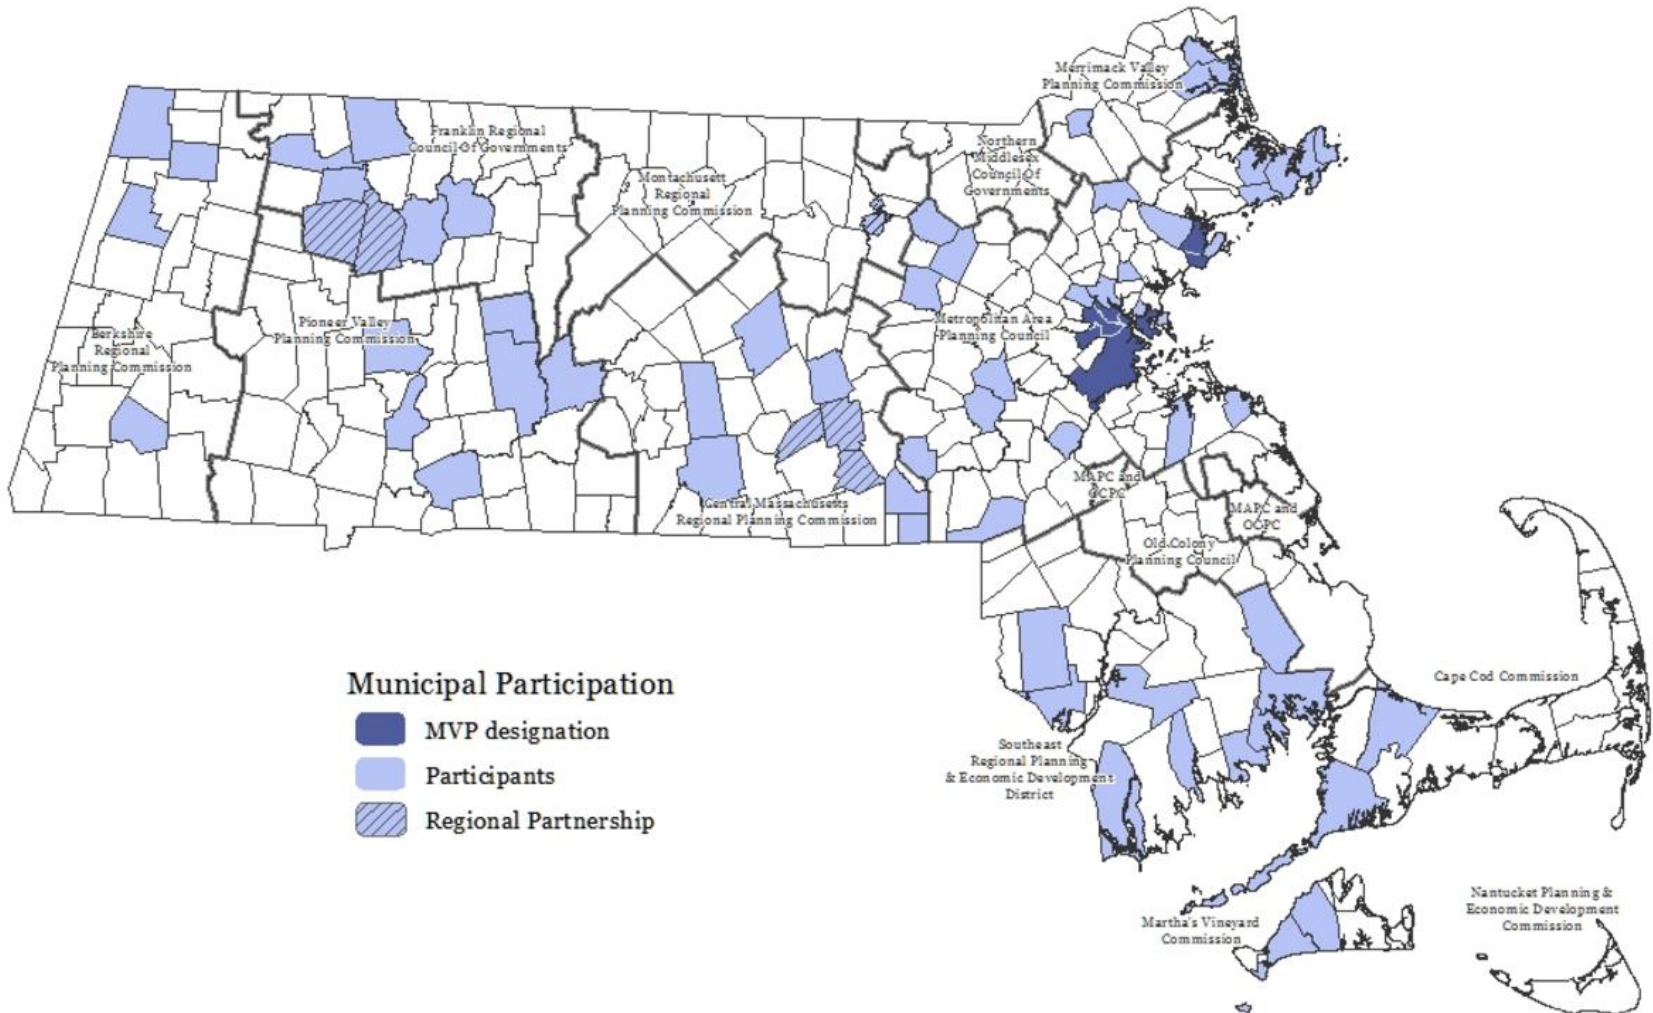 Merrimack Valley
Planning Commission
Franklin Regional
Council Of Governments
Northern
Middlesex
Council Of
Governments
Montachusett
Regional
Planning Commission
Metropolitan Area
Planning Council
Pioneer Valley
Planning Commission
Berkshire
Regional
Planning Commission
MAPC and
OCPC
Central Massachusetts
Regional Planning Commission
MAPC and
OCPC
Old Colony
Planning Council
Municipal Participation
MVP designation
Participants
Regional Partnership
Cape Cod Commission
Southeast
Regional Planning
& Economic Development
District
Martha's Vineyard
Commission
Nantucket Planning &
Economic Development
Commission